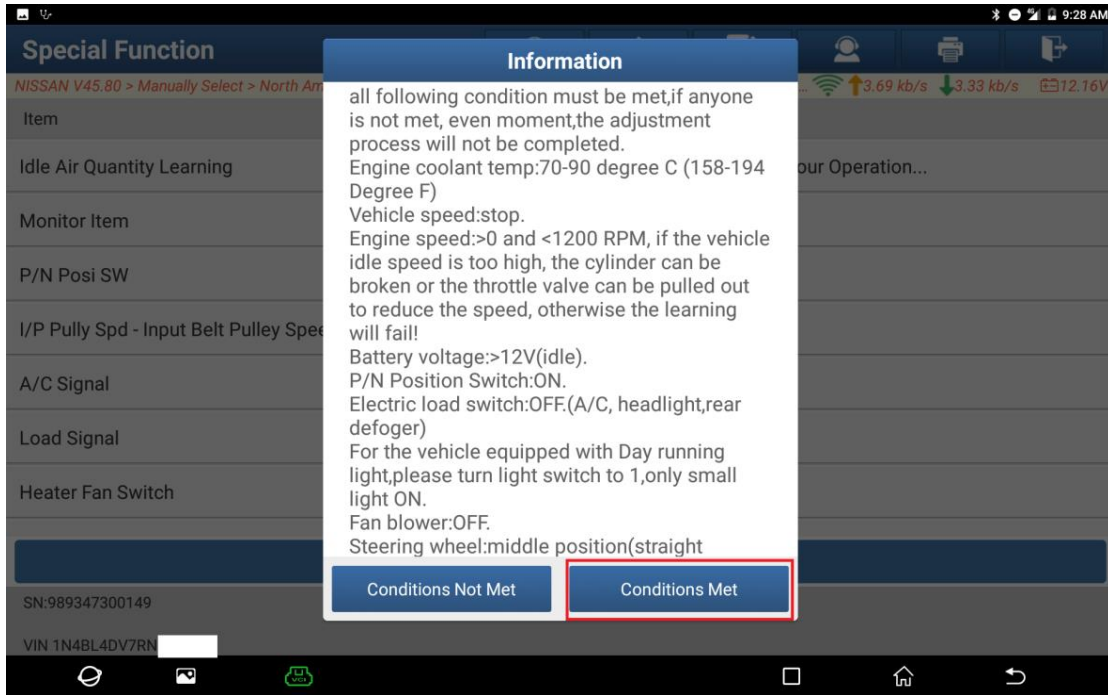 9:28 AM
Special Function
Information
NISSAN V45.80 > Manually Select > North Am
... 3.69 kb/s 3.33 kb/s 12.16V
Item
all following condition must be met,if anyone
is not met, even moment,the adjustment
process will not be completed.
Engine coolant temp:70-90 degree C (158-194
Degree F)
Vehicle speed:stop.
Engine speed:>0 and <1200 RPM, if the vehicle
idle speed is too high, the cylinder can be
broken or the throttle valve can be pulled out
to reduce the speed, otherwise the learning
will fail!
Battery voltage:>12V(idle).
P/N Position Switch:ON.
Electric load switch:OFF.(A/C, headlight,rear
defoger)
For the vehicle equipped with Day running
light,please turn light switch to 1,only small
light ON.
Fan blower:OFF.
Steering wheel:middle position(straight
Idle Air Quantity Learning
our Operation...
Monitor Item
P/N Posi SW
I/P Pully Spd - Input Belt Pulley Spee
A/C Signal
Load Signal
Heater Fan Switch
Conditions Not Met
Conditions Met
SN:989347300149
VIN 1N4BL4DV7RN
VCI